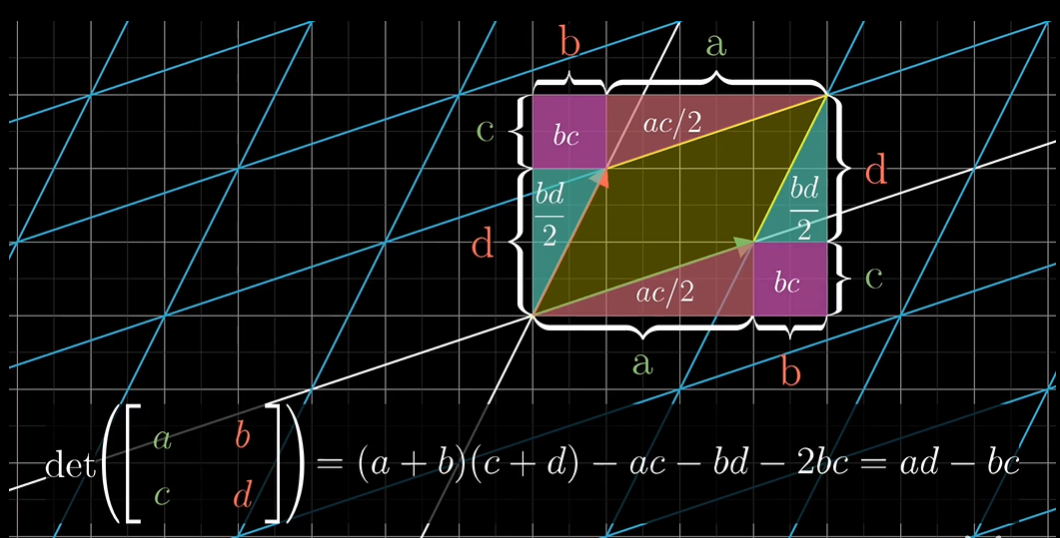 b a
c bc ac/2
bd/2 bd/2 d
d
ac/2 bc c
a b
det([a b; c d]) = (a + b)(c + d) − ac − bd − 2bc = ad − bc